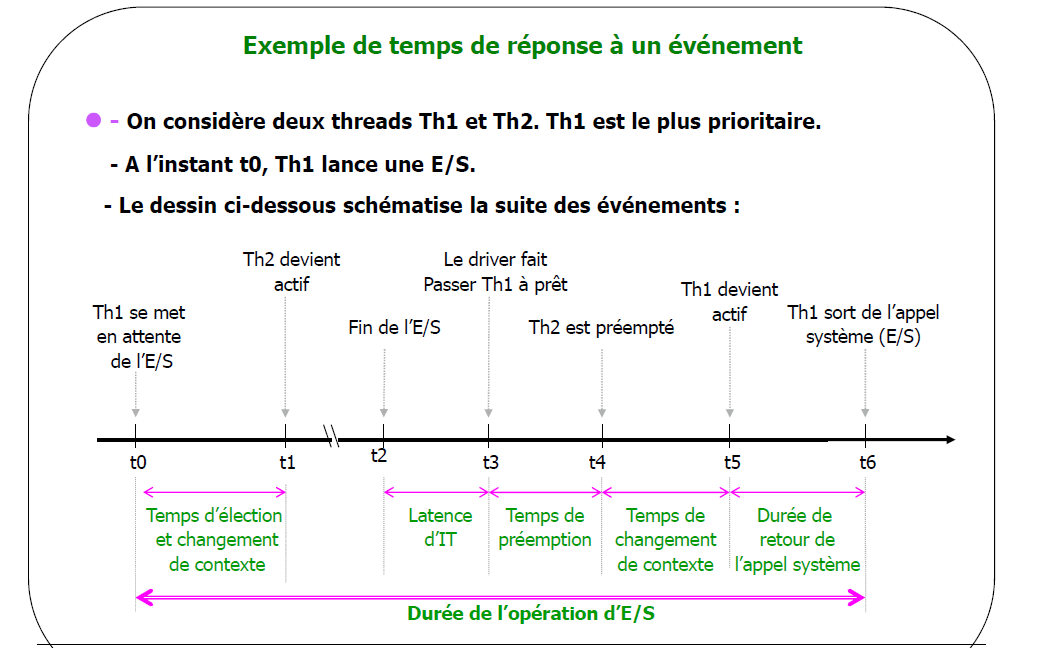 Exemple de temps de réponse à un événement
- On considère deux threads Th1 et Th2. Th1 est le plus prioritaire.
- A l’instant t0, Th1 lance une E/S.
- Le dessin ci-dessous schématise la suite des événements :
Th1 se met
en attente
de l’E/S
Th2 devient
actif
Fin de l’E/S
Le driver fait
Passer Th1 à prêt
Th2 est préempté
Th1 devient
actif
Th1 sort de l’appel
système (E/S)
t0
t1
t2
t3
t4
t5
t6
Temps d’élection
et changement
de contexte
Latence
d’IT
Temps de
préemption
Temps de
changement
de contexte
Durée de
retour de
l’appel système
Durée de l’opération d’E/S